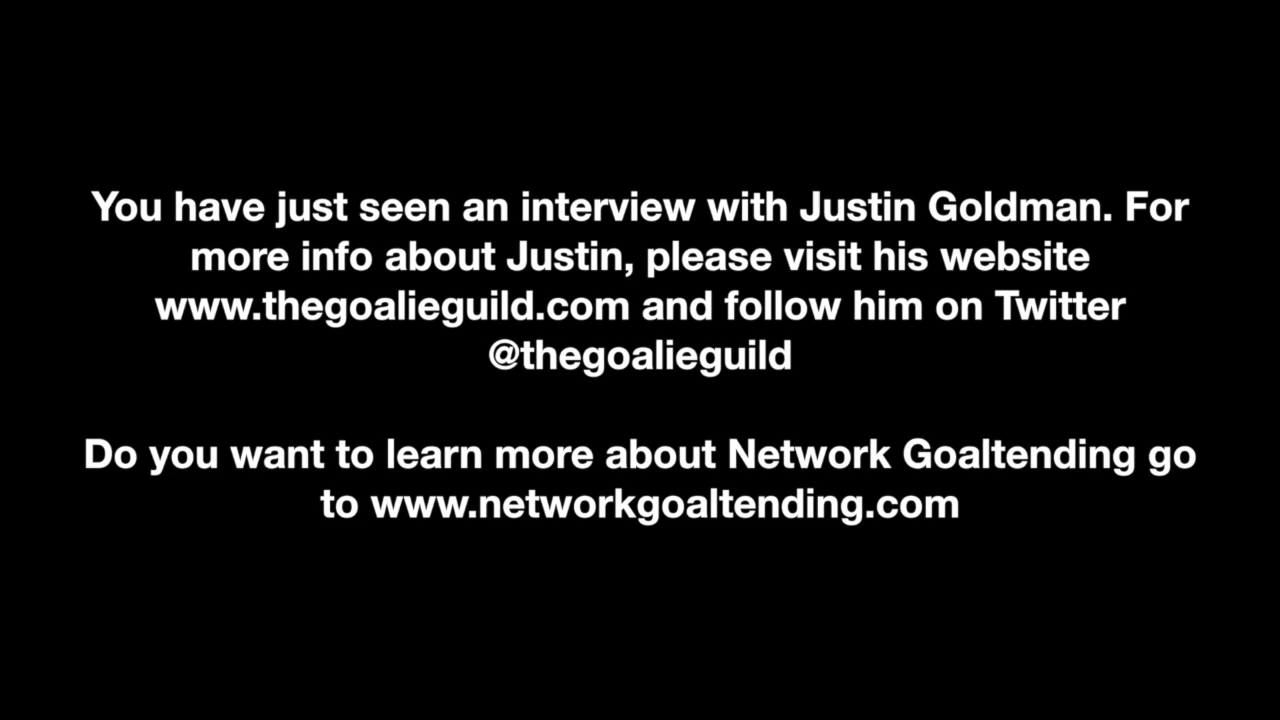 You have just seen an interview with Justin Goldman. For
more info about Justin, please visit his website
www.thegoalieguild.com and follow him on Twitter
@thegoalieguild
Do you want to learn more about Network Goaltending go
to www.networkgoaltending.com